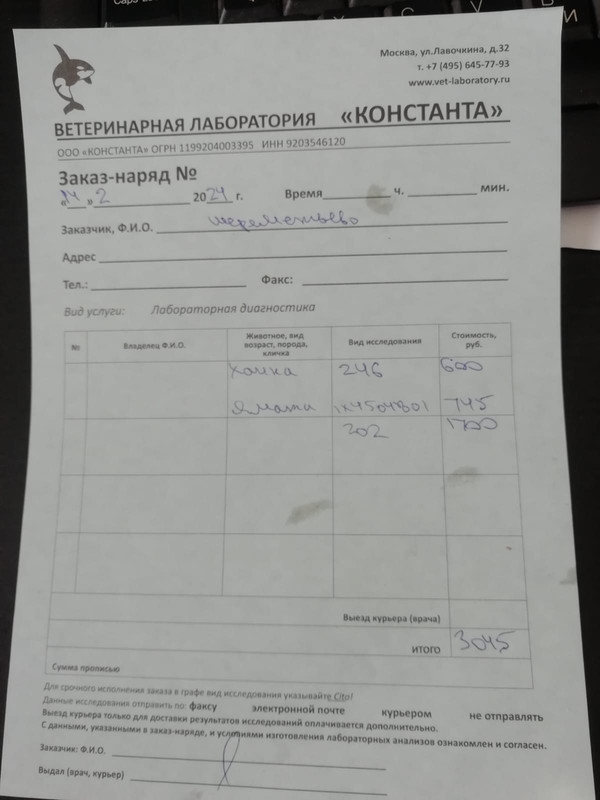 Москва, ул.Лавочкина, д.32
т. +7 (495) 645-77-93
www.vet-laboratory.ru
ВЕТЕРИНАРНАЯ ЛАБОРАТОРИЯ «КОНСТАНТА»
ООО «КОНСТАНТА» ОГРН 1199204003395 ИНН 9203546120
Заказ-наряд №
«14» 2 2024 г. Время ч. мин.
Заказчик, Ф.И.О. шереметьево
Адрес
Тел.: Факс:
Вид услуги: Лабораторная диагностика
№ Владелец Ф.И.О. Животное, вид возраст, порода, кличка Вид исследования Стоимость, руб.
246 600
745
202 1700
Выезд курьера (врача)
ИТОГО 3045
Сумма прописью
Для срочного исполнения заказа в графе вид исследования указывайте Cito!
Данные исследования отправить по: факсу электронной почте курьером не отправлять
Выезд курьера только для доставки результатов исследований оплачивается дополнительно.
С данными, указанными в заказ-наряде, и условиями изготовления лабораторных анализов ознакомлен и согласен.
Заказчик: Ф.И.О.
Выдал (врач, курьер)